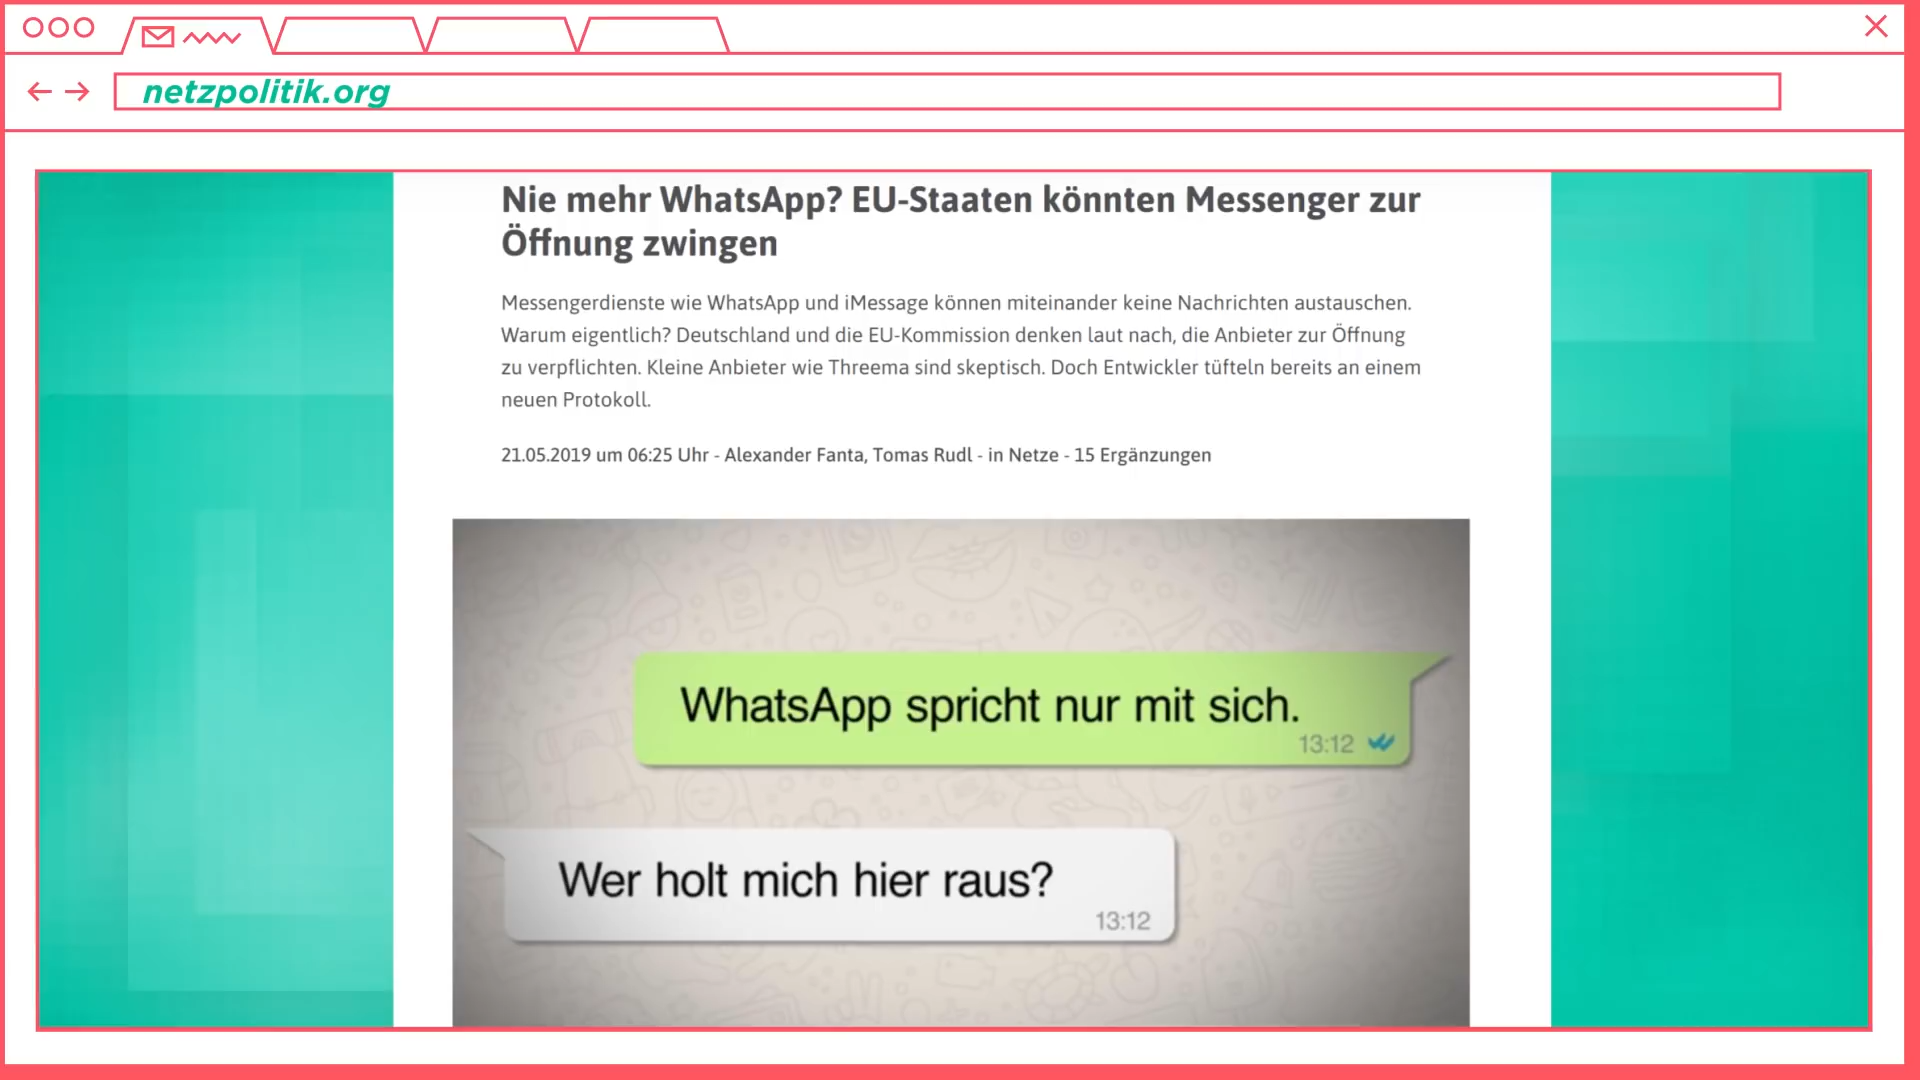 netzpolitik.org
Nie mehr WhatsApp? EU-Staaten könnten Messenger zur
Öffnung zwingen
Messengerdienste wie WhatsApp und iMessage können miteinander keine Nachrichten austauschen.
Warum eigentlich? Deutschland und die EU-Kommission denken laut nach, die Anbieter zur Öffnung
zu verpflichten. Kleine Anbieter wie Threema sind skeptisch. Doch Entwickler tüfteln bereits an einem
neuen Protokoll.
21.05.2019 um 06:25 Uhr - Alexander Fanta, Tomas Rudl - in Netze - 15 Ergänzungen
WhatsApp spricht nur mit sich.
13:12
Wer holt mich hier raus?
13:12